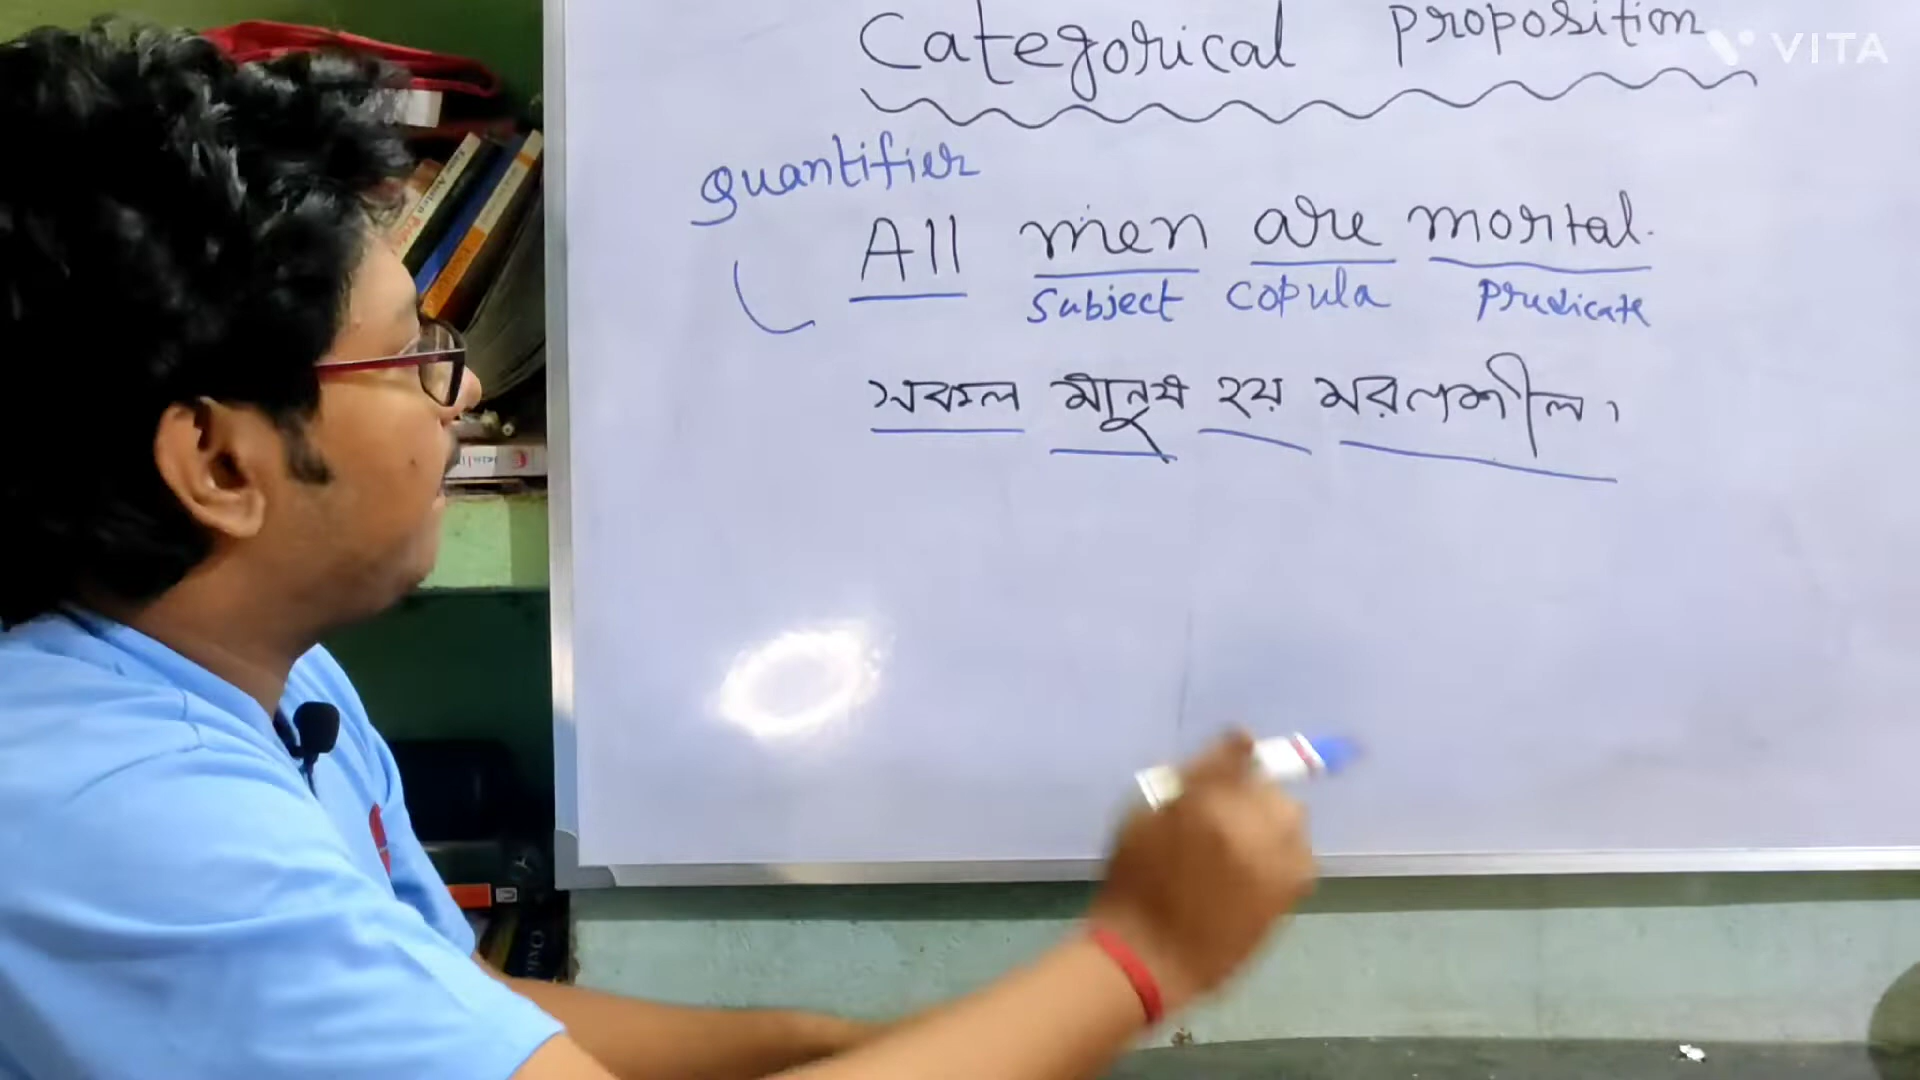 Categorical proposition
VITA
quantifier
All men are mortal.
subject copula predicate
সকল মানুষ হয় মরণশীল।